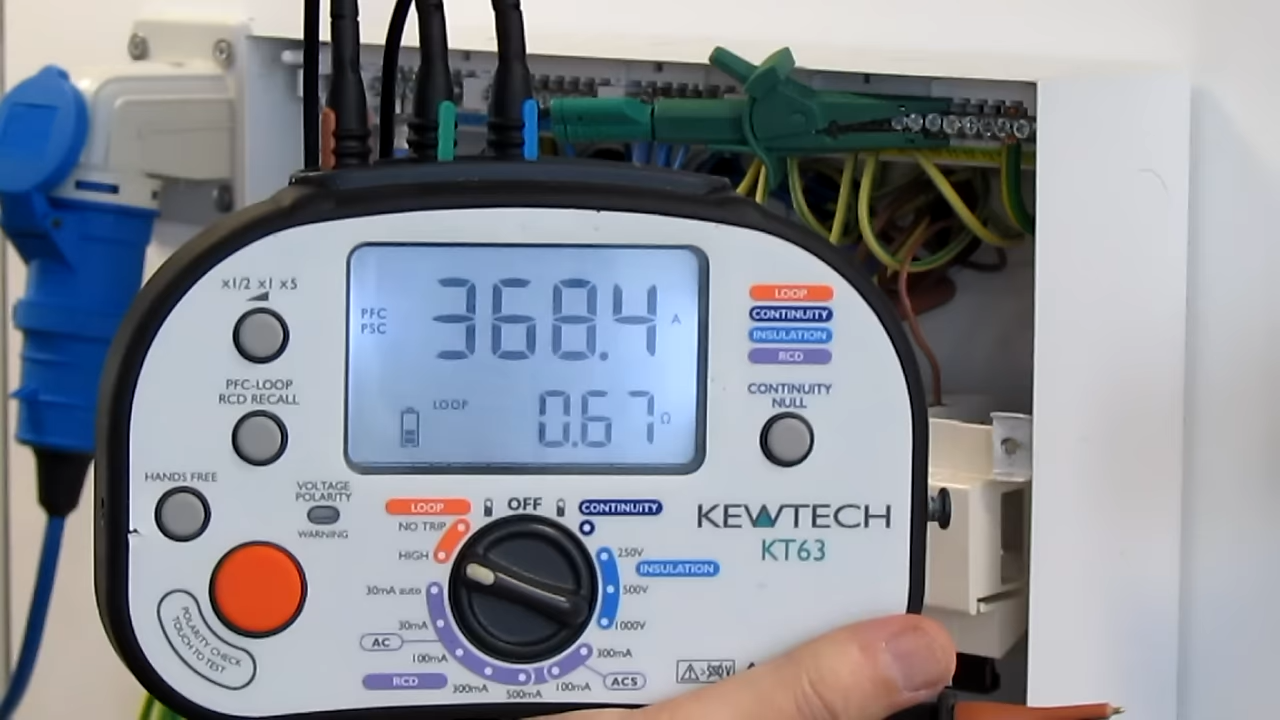 x1/2 x1 x5
PFC-LOOP
RCD RECALL
HANDS FREE
VOLTAGE
POLARITY
WARNING
POLARITY CHECK
TOUCH TO TEST
PFC
PSC
368.4 A
LOOP
0.67 Ω
LOOP
CONTINUITY
INSULATION
RCD
CONTINUITY
NULL
LOOP
OFF
CONTINUITY
NO TRIP
HIGH
250V
INSULATION
500V
1000V
30mA auto
30mA
AC
100mA
RCD
300mA
500mA
100mA
ACS
300mA
KEWTECH
KT63